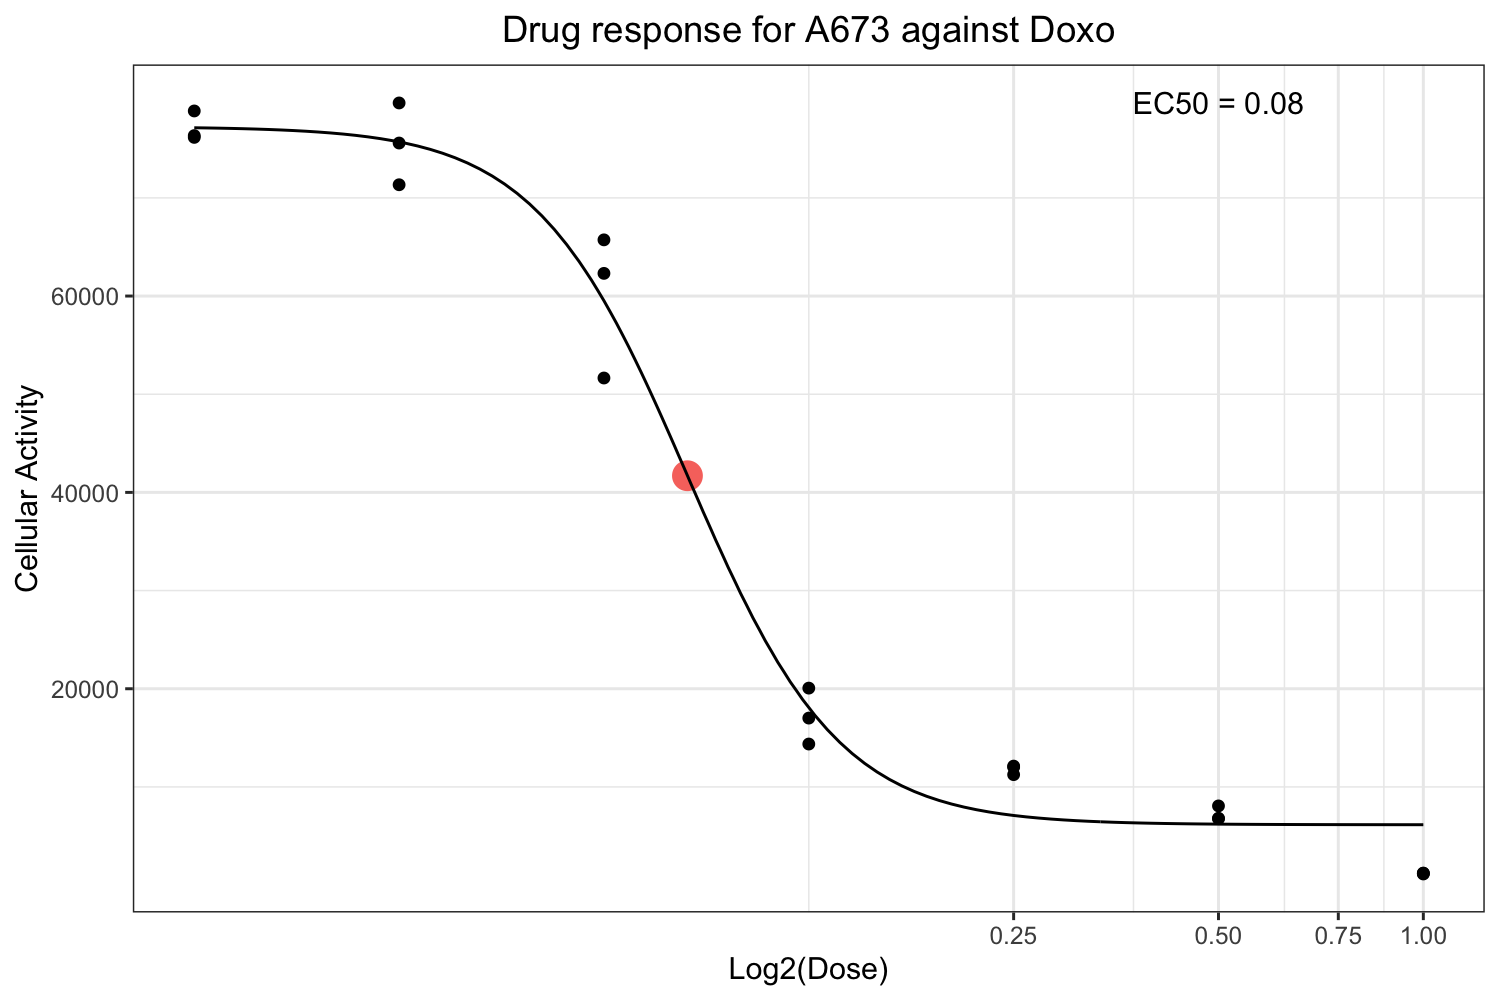 Drug response for A673 against Doxo
EC50 = 0.08
60000
40000
20000
Cellular Activity
0.25
0.50
0.75
1.00
Log2(Dose)